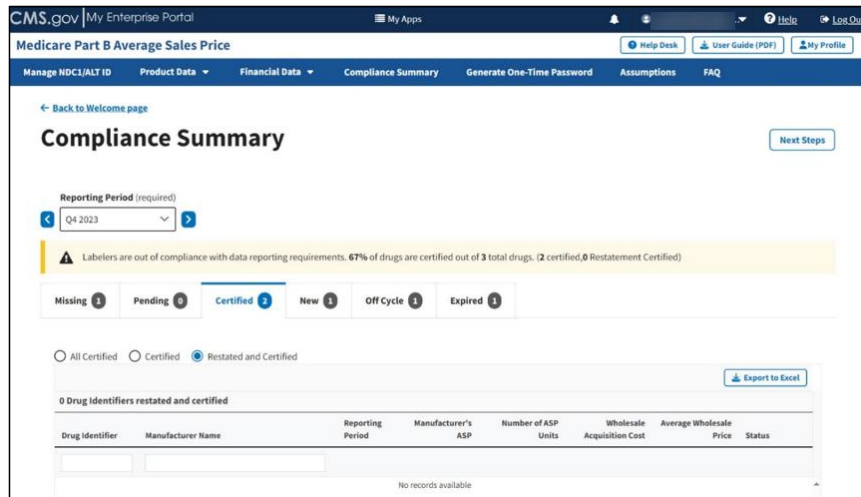 CMS.gov My Enterprise Portal My Apps Help Log Ou
Medicare Part B Average Sales Price Help Desk User Guide (PDF) My Profile
Manage NDC1/ALT ID Product Data Financial Data Compliance Summary Generate One-Time Password Assumptions FAQ
Back to Welcome page
Compliance Summary Next Steps
Reporting Period (required)
Q4 2023
Labelers are out of compliance with data reporting requirements. 67% of drugs are certified out of 3 total drugs. (2 certified,0 Restatement Certified)
Missing 1 Pending 0 Certified 2 New 1 Off Cycle 1 Expired 1
All Certified Certified Restated and Certified
Export to Excel
0 Drug Identifiers restated and certified
Drug Identifier Manufacturer Name Reporting Period Manufacturer's ASP Number of ASP Units Wholesale Acquisition Cost Average Wholesale Price Status
No records available